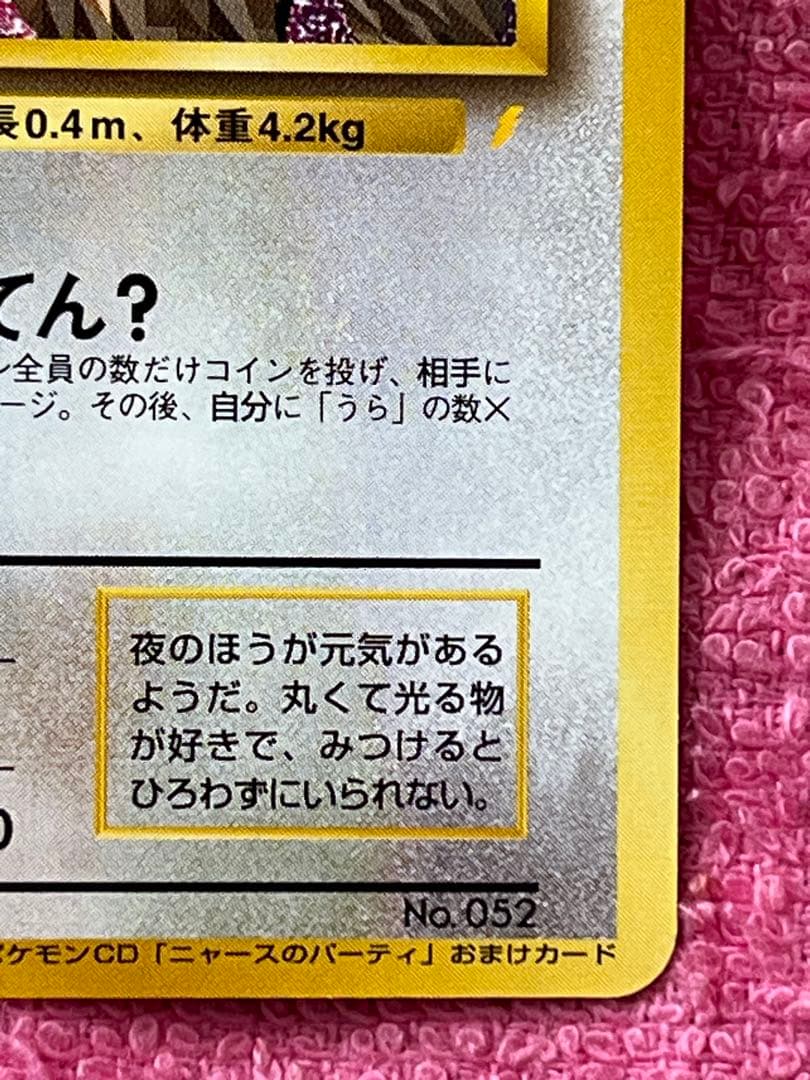 長0.4m、体重4.2kg
てん?
ン全員の数だけコインを投げ、相手に
ージ。その後、自分に「うら」の数×
夜のほうが元気がある
ようだ。丸くて光る物
が好きで、みつけると
ひろわずにいられない。
0
No.052
ポケモンCD「ニャースのパーティ」おまけカード